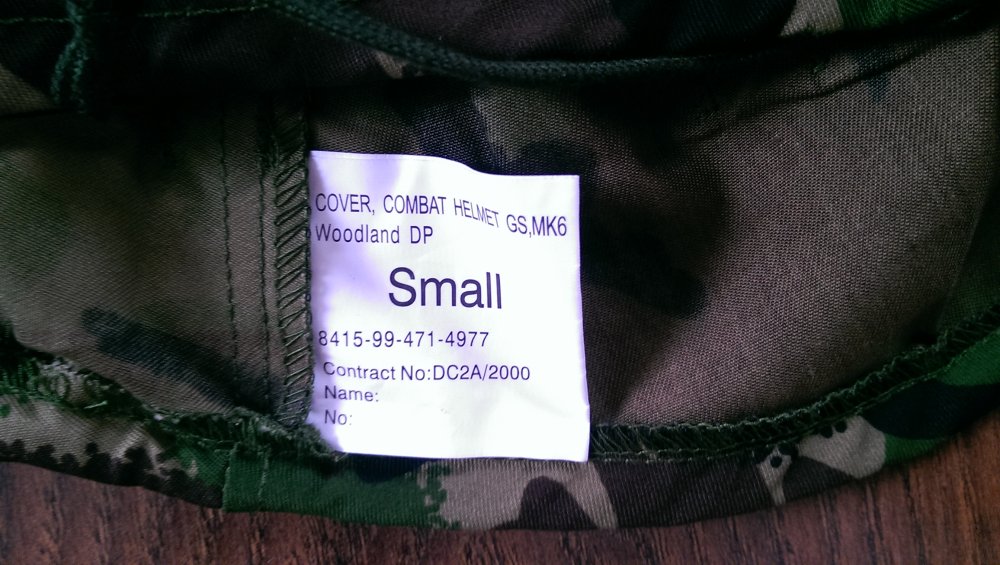 COVER, COMBAT HELMET GS,MK6
Woodland DP
Small
8415-99-471-4977
Contract No:DC2A/2000
Name:
No: